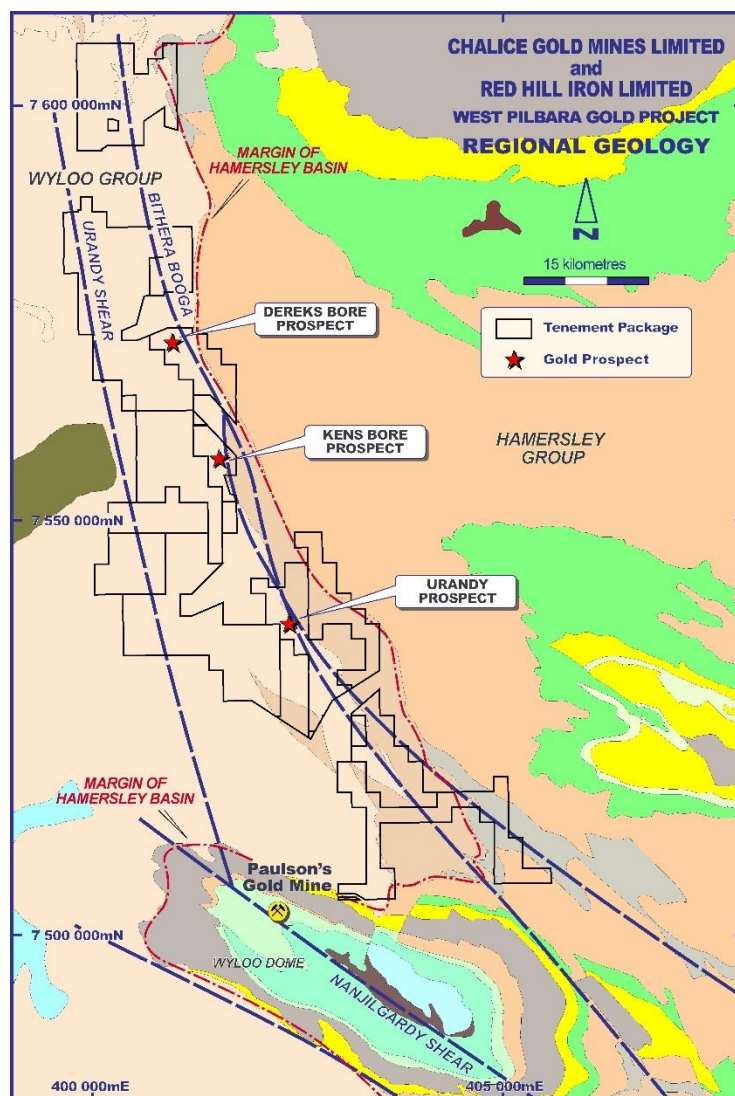 CHALICE GOLD MINES LIMITED
and
RED HILL IRON LIMITED
WEST PILBARA GOLD PROJECT
REGIONAL GEOLOGY
7 600 000mN
MARGIN OF
HAMERSLEY BASIN
WYLOO GROUP
BITHERA BOOGA
URANDY SHEAR
N
15 kilometres
DEREKS BORE
PROSPECT
Tenement Package
Gold Prospect
KENS BORE
PROSPECT
HAMERSLEY
GROUP
7 550 000mN
URANDY
PROSPECT
MARGIN OF
HAMERSLEY BASIN
Paulson's
Gold Mine
7 500 000mN
WYLOO DOME
NANJILGARDY SHEAR
400 000mE
405 000mE